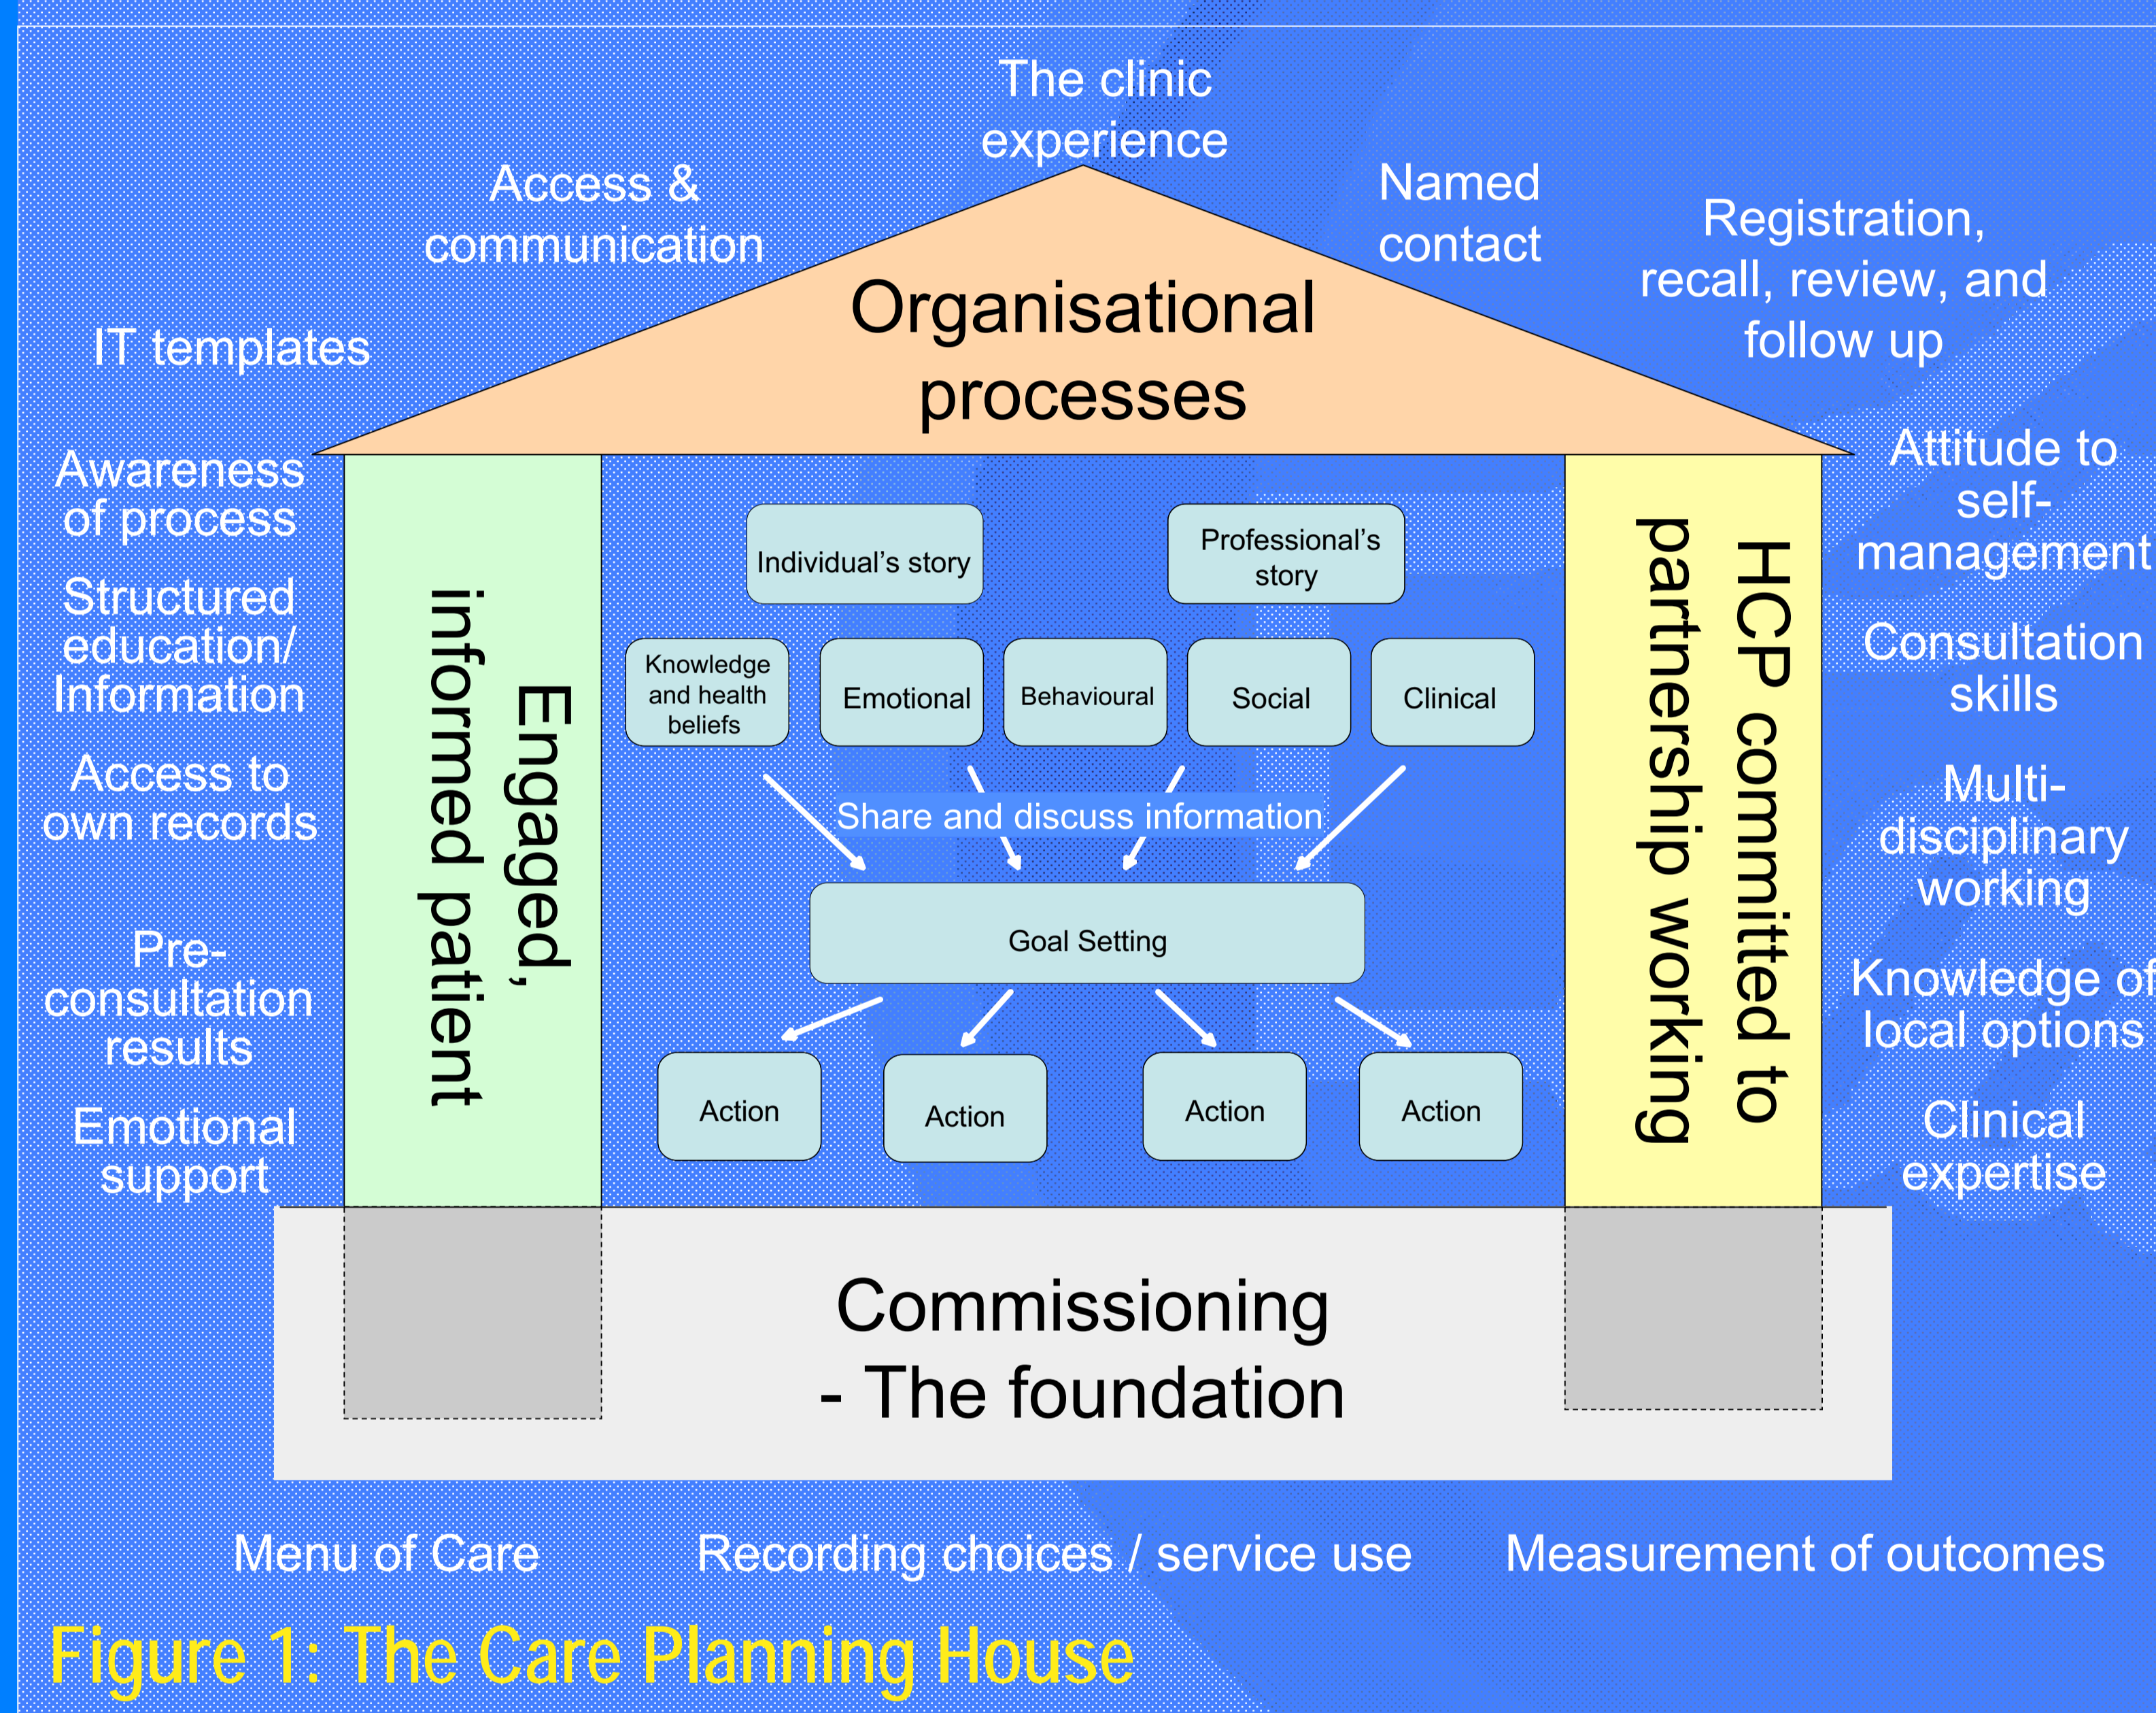 The clinic
experience
Access &
communication
Named
contact
Registration,
recall, review, and
follow up
IT templates
Organisational
processes
Awareness
of process
Structured
education/
Information
Access to
own records
Pre-
consultation
results
Emotional
support
Engaged,
informed patient
Individual’s story
Professional’s
story
Knowledge
and health
beliefs
Emotional
Behavioural
Social
Clinical
Share and discuss information
Goal Setting
Action
Action
Action
Action
HCP committed to
partnership working
Attitude to
self-
management
Consultation
skills
Multi-
disciplinary
working
Knowledge of
local options
Clinical
expertise
Commissioning
- The foundation
Menu of Care
Recording choices / service use
Measurement of outcomes
Figure 1: The Care Planning House